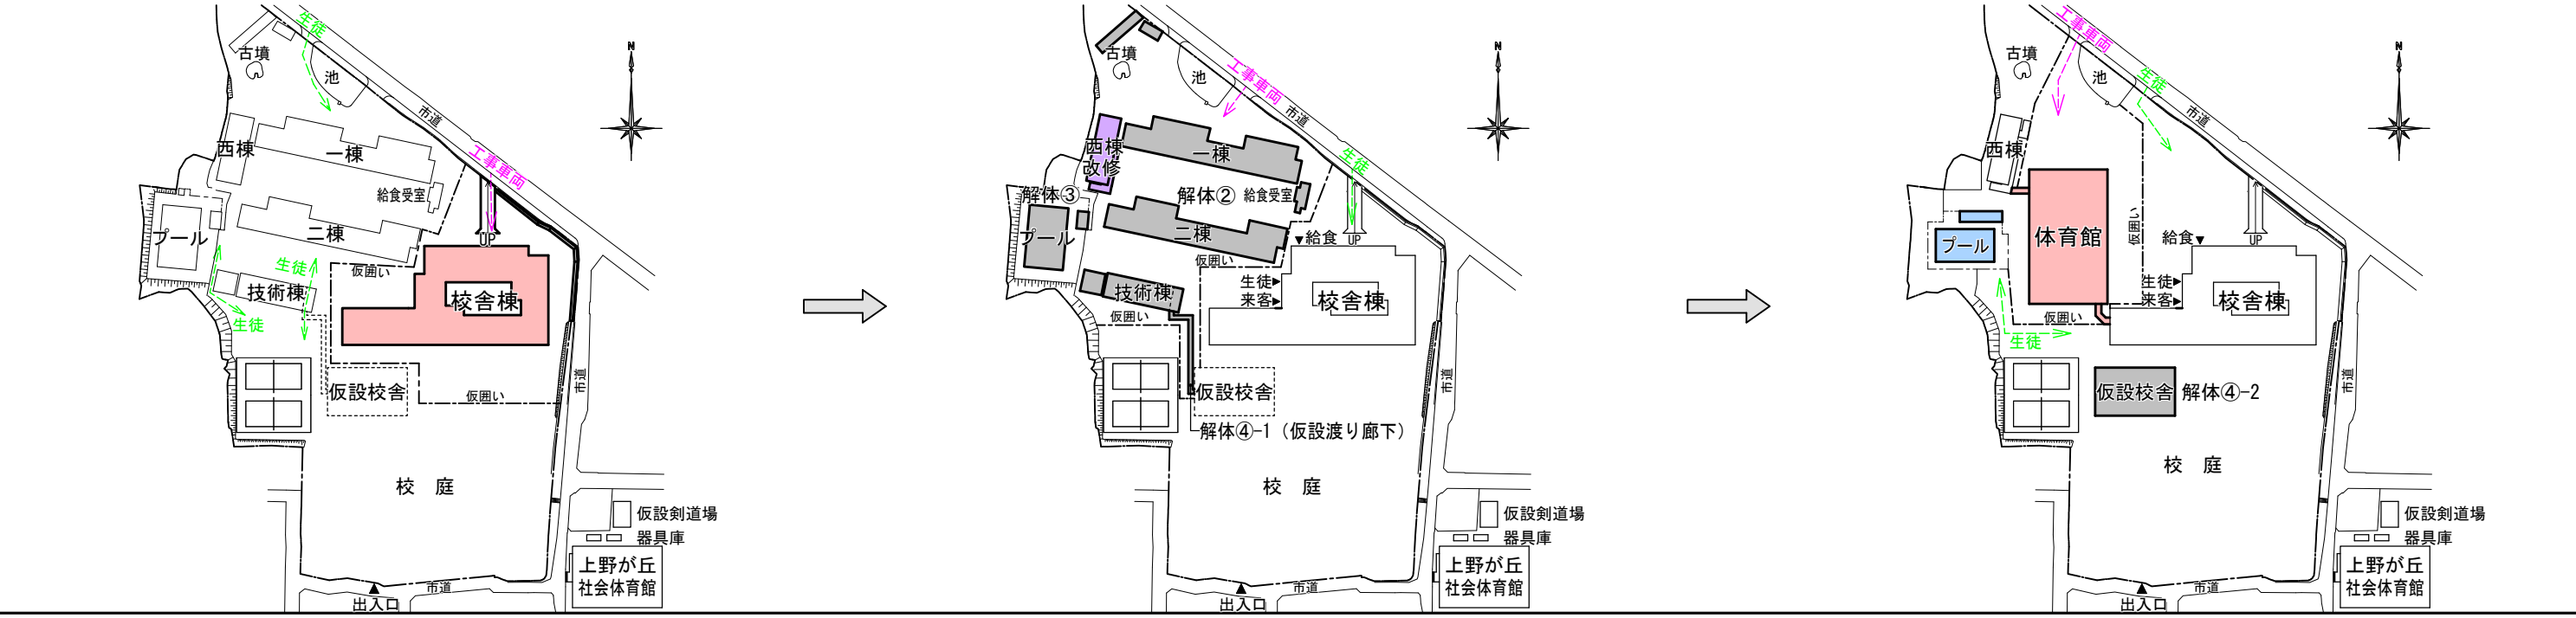 生徒
古墳
池
N
市道
西棟
一棟
工事車両
給食受室
プール
二棟
UP
仮囲い
生徒
技術棟
校舎棟
生徒
仮設校舎
仮囲い
市道
校　庭
仮設剣道場
器具庫
上野が丘
社会体育館
市道
出入口
古墳
池
工事車両
N
市道
西棟
改修
一棟
生徒
解体③
解体②
給食受室
プール
二棟
▼給食
UP
仮囲い
生徒▶
来客▶
技術棟
校舎棟
仮囲い
仮設校舎
市道
解体④-1（仮設渡り廊下）
校　庭
仮設剣道場
器具庫
上野が丘
社会体育館
市道
出入口
工事車両
古墳
池
生徒
N
市道
西棟
仮囲い
体育館
プール
給食▼
UP
生徒▶
来客▶
校舎棟
仮囲い
生徒
仮設校舎
解体④-2
市道
校　庭
仮設剣道場
器具庫
上野が丘
社会体育館
市道
出入口